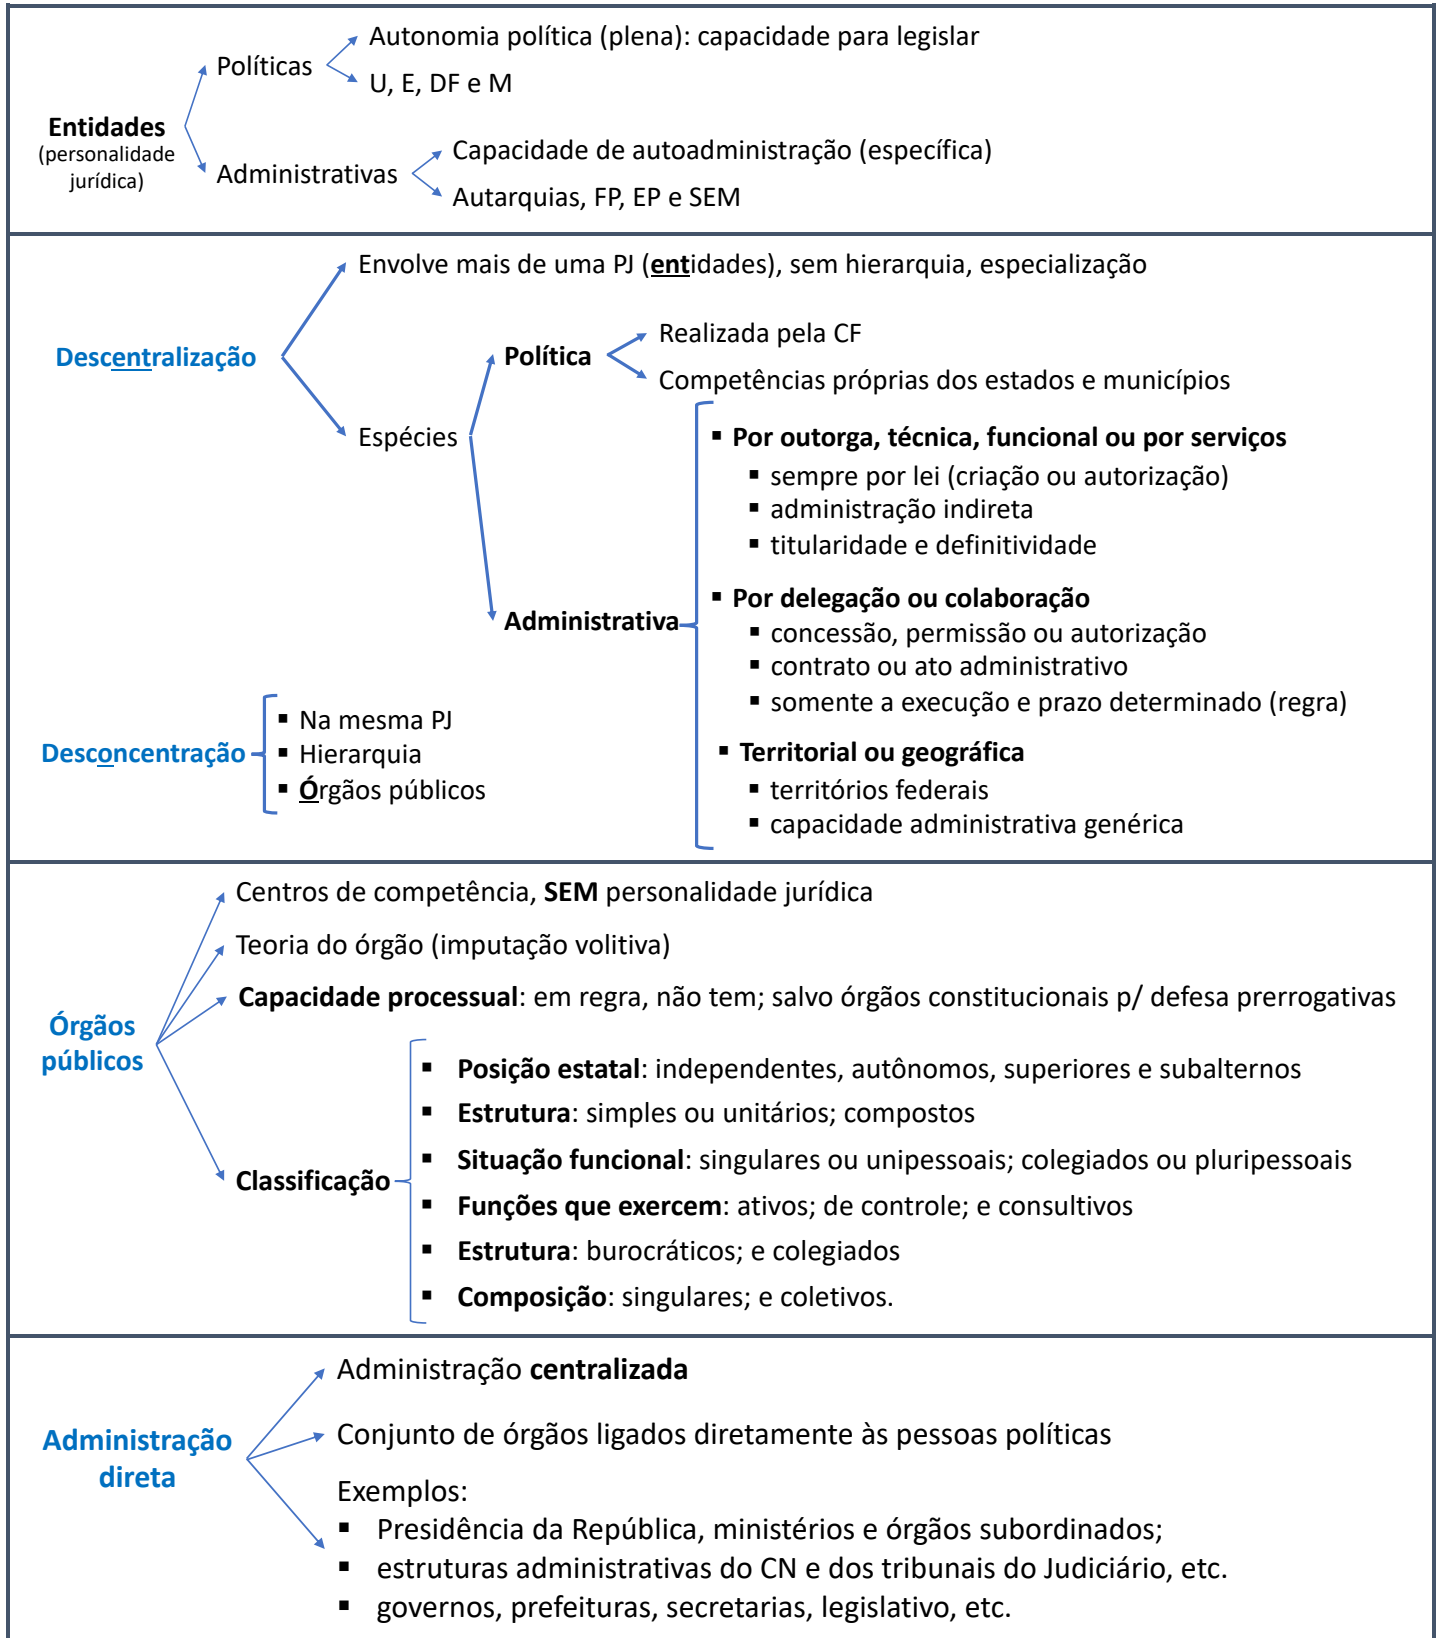 Autonomia política (plena): capacidade para legislar
Políticas
U, E, DF e M
Entidades
(personalidade
jurídica)
Capacidade de autoadministração (específica)
Administrativas
Autarquias, FP, EP e SEM
Envolve mais de uma PJ (entidades), sem hierarquia, especialização
Descentralização
Espécies
Política
Realizada pela CF
Competências próprias dos estados e municípios
Administrativa
▪ Por outorga, técnica, funcional ou por serviços
▪ sempre por lei (criação ou autorização)
▪ administração indireta
▪ titularidade e definitividade
▪ Por delegação ou colaboração
▪ concessão, permissão ou autorização
▪ contrato ou ato administrativo
▪ somente a execução e prazo determinado (regra)
▪ Territorial ou geográfica
▪ territórios federais
▪ capacidade administrativa genérica
Desconcentração
▪ Na mesma PJ
▪ Hierarquia
▪ Órgãos públicos
Órgãos
públicos
Centros de competência, SEM personalidade jurídica
Teoria do órgão (imputação volitiva)
Capacidade processual: em regra, não tem; salvo órgãos constitucionais p/ defesa prerrogativas
Classificação
▪ Posição estatal: independentes, autônomos, superiores e subalternos
▪ Estrutura: simples ou unitários; compostos
▪ Situação funcional: singulares ou unipessoais; colegiados ou pluripessoais
▪ Funções que exercem: ativos; de controle; e consultivos
▪ Estrutura: burocráticos; e colegiados
▪ Composição: singulares; e coletivos.
Administração
direta
Administração centralizada
Conjunto de órgãos ligados diretamente às pessoas políticas
Exemplos:
▪ Presidência da República, ministérios e órgãos subordinados;
▪ estruturas administrativas do CN e dos tribunais do Judiciário, etc.
▪ governos, prefeituras, secretarias, legislativo, etc.